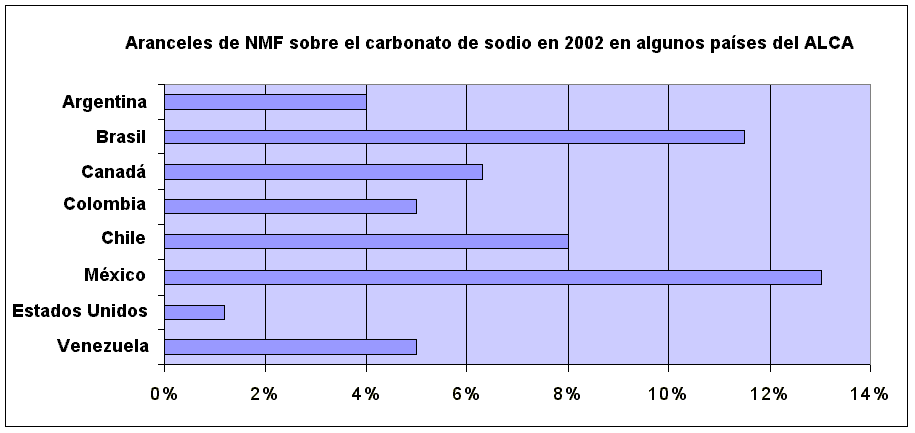 Aranceles de NMF sobre el carbonato de sodio en 2002 en algunos países del ALCA
Argentina
Brasil
Canadá
Colombia
Chile
México
Estados Unidos
Venezuela
0% 2% 4% 6% 8% 10% 12% 14%